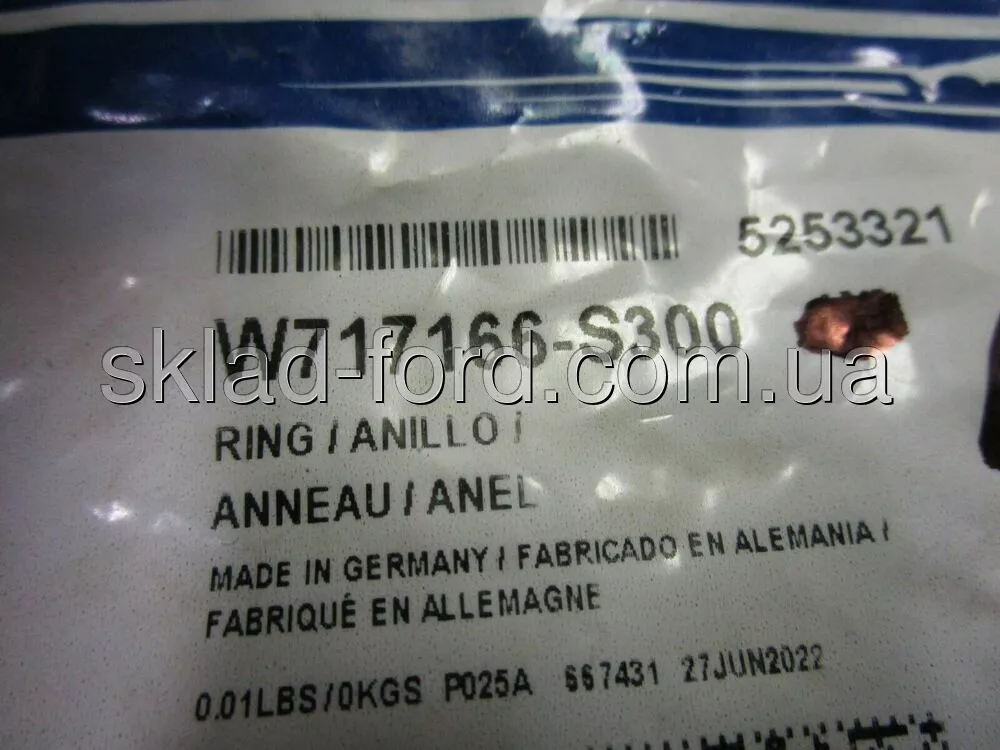 5253321
W717166-S300
sklad-ford.com.ua
RING / ANILLO /
ANNEAU / ANEL
MADE IN GERMANY / FABRICADO EN ALEMANIA /
FABRIQUÉ EN ALLEMAGNE
0.01LBS/0KGS P025A 667431 27JUN2022